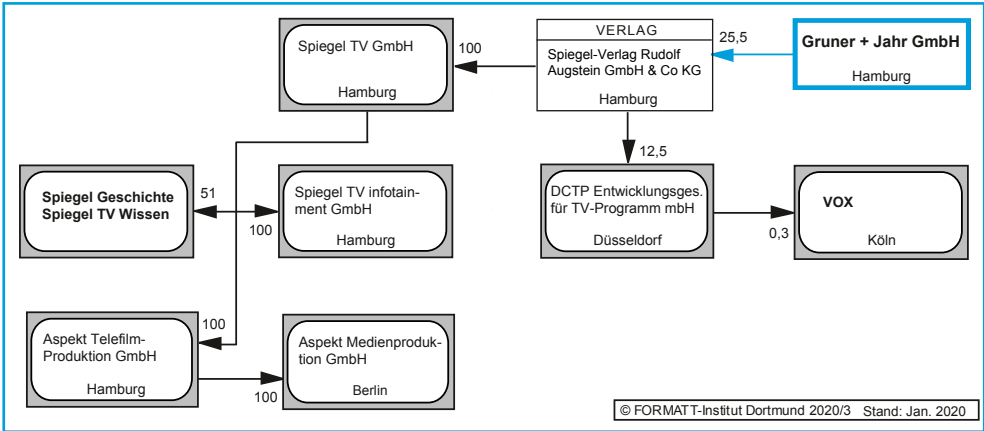 Spiegel TV GmbH
Hamburg
100
VERLAG
Spiegel-Verlag Rudolf
Augstein GmbH & Co KG
Hamburg
25,5
Gruner + Jahr GmbH
Hamburg
12,5
Spiegel Geschichte
Spiegel TV Wissen
51
100
Spiegel TV infotain-
ment GmbH
Hamburg
DCTP Entwicklungsges.
für TV-Programm mbH
Düsseldorf
0,3
VOX
Köln
Aspekt Telefilm-
Produktion GmbH
Hamburg
100
100
Aspekt Medienproduk-
tion GmbH
Berlin
© FORMATT-Institut Dortmund 2020/3 Stand: Jan. 2020